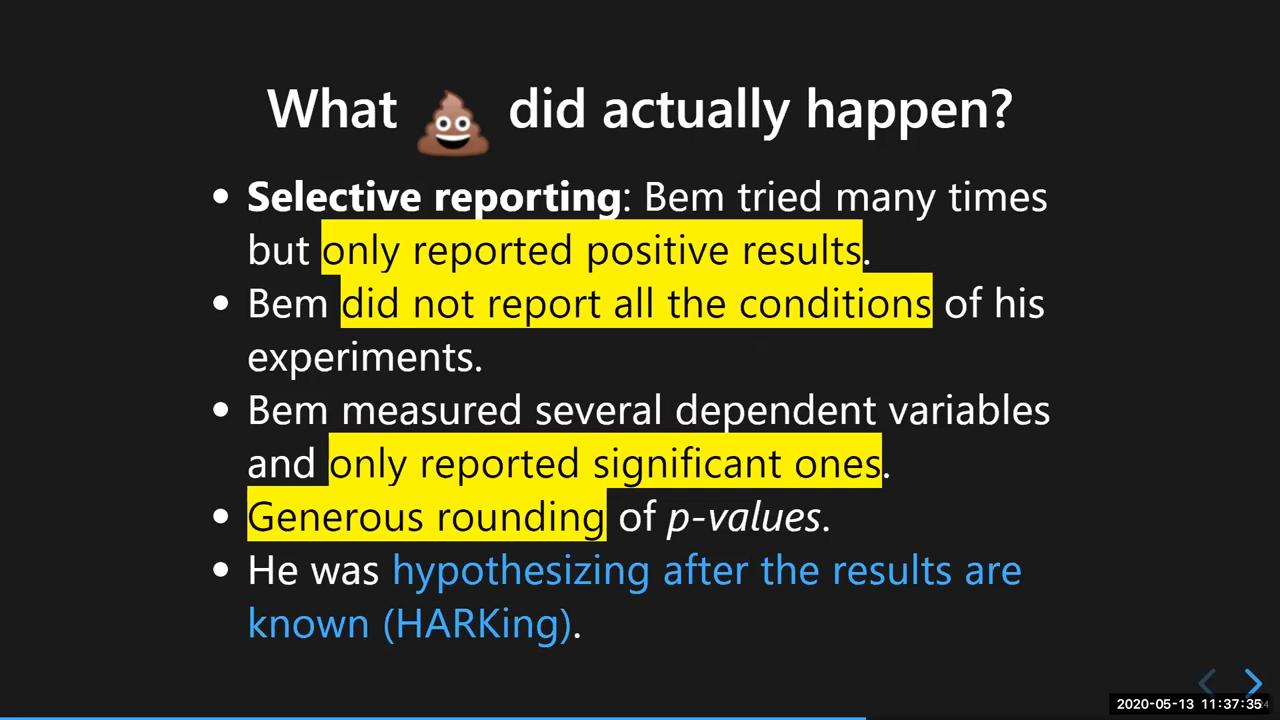 What 💩 did actually happen?
• Selective reporting: Bem tried many times
but only reported positive results.
• Bem did not report all the conditions of his
experiments.
• Bem measured several dependent variables
and only reported significant ones.
• Generous rounding of p-values.
• He was hypothesizing after the results are
known (HARKing).
2020-05-13 11:37:35